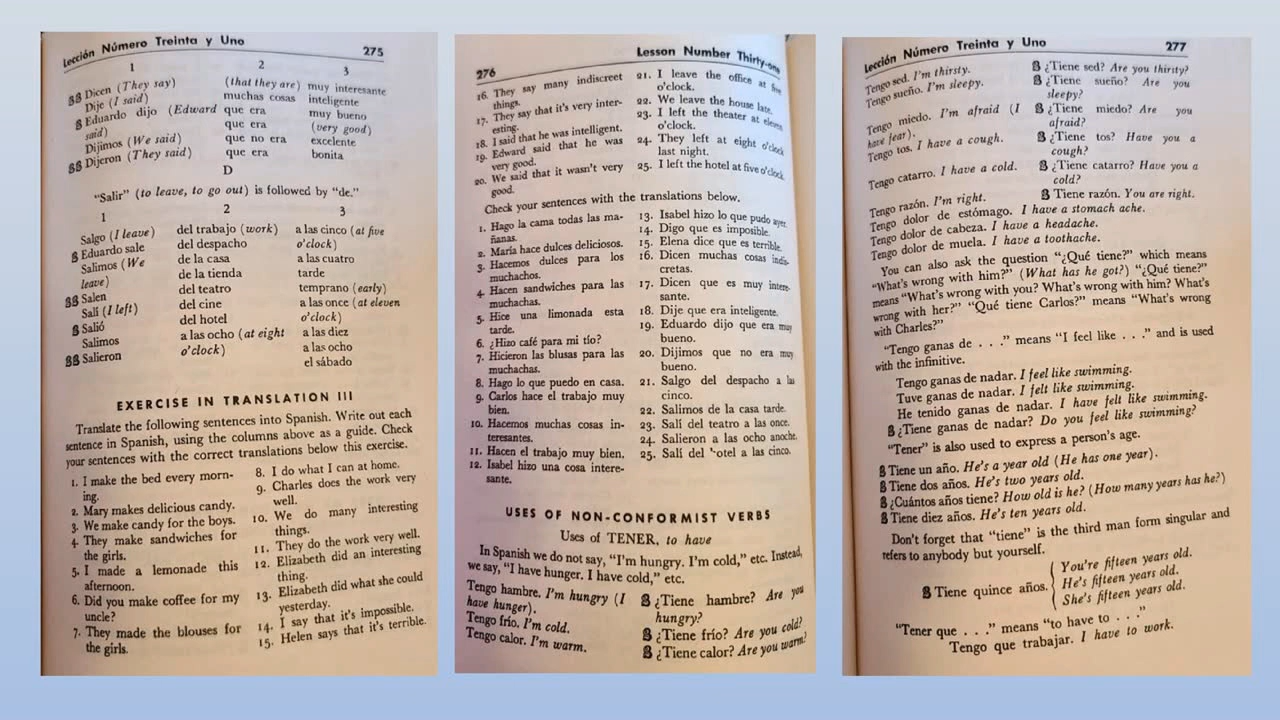 Lección Número Treinta y Uno 275
1 2 3
Dicen (They say) (that they are) muy interesante
Dije (I said) muchas cosas inteligente
Eduardo dijo (Edward que era muy bueno
said) que era (very good)
Dijimos (We said) que no era excelente
Dijeron (They said) que era bonita
D
"Salir" (to leave, to go out) is followed by "de."
1 2 3
Salgo (I leave) del trabajo (work) a las cinco (at five
Eduardo sale del despacho o'clock)
Salimos (We de la casa a las cuatro
leave) de la tienda tarde
Salen del teatro temprano (early)
Salí (I left) del cine a las once (at eleven
Salió del hotel o'clock)
Salimos a las ocho (at eight a las diez
Salieron o'clock) a las ocho
el sábado
EXERCISE IN TRANSLATION III
Translate the following sentences into Spanish. Write out each
sentence in Spanish, using the columns above as a guide. Check
your sentences with the correct translations below this exercise.
1. I make the bed every morn-
ing.
2. Mary makes delicious candy.
3. We make candy for the boys.
4. They make sandwiches for
the girls.
5. I made a lemonade this
afternoon.
6. Did you make coffee for my
uncle?
7. They made the blouses for
the girls.
8. I do what I can at home.
9. Charles does the work very
well.
10. We do many interesting
things.
11. They do the work very well.
12. Elizabeth did an interesting
thing.
13. Elizabeth did what she could
yesterday.
14. I say that it's impossible.
15. Helen says that it's terrible.
276 Lesson Number Thirty-one
16. They say many indiscreet
things.
17. They say that it's very inter-
esting.
18. I said that he was intelligent.
19. Edward said that he was
very good.
20. We said that it wasn't very
good.
21. I leave the office at five
o'clock.
22. We leave the house late.
23. I left the theater at eleven
o'clock.
24. They left at eight o'clock
last night.
25. I left the hotel at five o'clock.
Check your sentences with the translations below.
1. Hago la cama todas las ma-
ñanas.
2. María hace dulces deliciosos.
3. Hacemos dulces para los
muchachos.
4. Hacen sandwiches para las
muchachas.
5. Hice una limonada esta
tarde.
6. ¿Hizo café para mi tío?
7. Hicieron las blusas para las
muchachas.
8. Hago lo que puedo en casa.
9. Carlos hace el trabajo muy
bien.
10. Hacemos muchas cosas in-
teresantes.
11. Hacen el trabajo muy bien.
12. Isabel hizo una cosa intere-
sante.
13. Isabel hizo lo que pudo ayer.
14. Digo que es imposible.
15. Elena dice que es terrible.
16. Dicen muchas cosas indis-
cretas.
17. Dicen que es muy intere-
sante.
18. Dije que era inteligente.
19. Eduardo dijo que era muy
bueno.
20. Dijimos que no era muy
bueno.
21. Salgo del despacho a las
cinco.
22. Salimos de la casa tarde.
23. Salí del teatro a las once.
24. Salieron a las ocho anoche.
25. Salí del hotel a las cinco.
USES OF NON-CONFORMIST VERBS
Uses of TENER, to have
In Spanish we do not say, "I'm hungry. I'm cold," etc. Instead,
we say, "I have hunger. I have cold," etc.
Tengo hambre. I'm hungry (I
have hunger).
Tengo frío. I'm cold.
Tengo calor. I'm warm.
¿Tiene hambre? Are you
hungry?
¿Tiene frío? Are you cold?
¿Tiene calor? Are you warm?
Lección Número Treinta y Uno 277
Tengo sed. I'm thirsty.
Tengo sueño. I'm sleepy.
Tengo miedo. I'm afraid (I
have fear).
Tengo tos. I have a cough.
Tengo catarro. I have a cold.
Tengo razón. I'm right.
¿Tiene sed? Are you thirsty?
¿Tiene sueño? Are you
sleepy?
¿Tiene miedo? Are you
afraid?
¿Tiene tos? Have you a
cough?
¿Tiene catarro? Have you a
cold?
Tiene razón. You are right.
Tengo dolor de estómago. I have a stomach ache.
Tengo dolor de cabeza. I have a headache.
Tengo dolor de muela. I have a toothache.
You can also ask the question "¿Qué tiene?" which means
"What's wrong with him?" (What has he got?) "¿Qué tiene?"
means "What's wrong with you? What's wrong with him? What's
wrong with her?" "Qué tiene Carlos?" means "What's wrong
with Charles?"
"Tengo ganas de . . ." means "I feel like . . ." and is used
with the infinitive.
Tengo ganas de nadar. I feel like swimming.
Tuve ganas de nadar. I felt like swimming.
He tenido ganas de nadar. I have felt like swimming.
¿Tiene ganas de nadar? Do you feel like swimming?
"Tener" is also used to express a person's age.
Tiene un año. He's a year old (He has one year).
Tiene dos años. He's two years old.
¿Cuántos años tiene? How old is he? (How many years has he?)
Tiene diez años. He's ten years old.
Don't forget that "tiene" is the third man form singular and
refers to anybody but yourself.
Tiene quince años. { You're fifteen years old.
He's fifteen years old.
She's fifteen years old.
"Tener que . . ." means "to have to . . ."
Tengo que trabajar. I have to work.